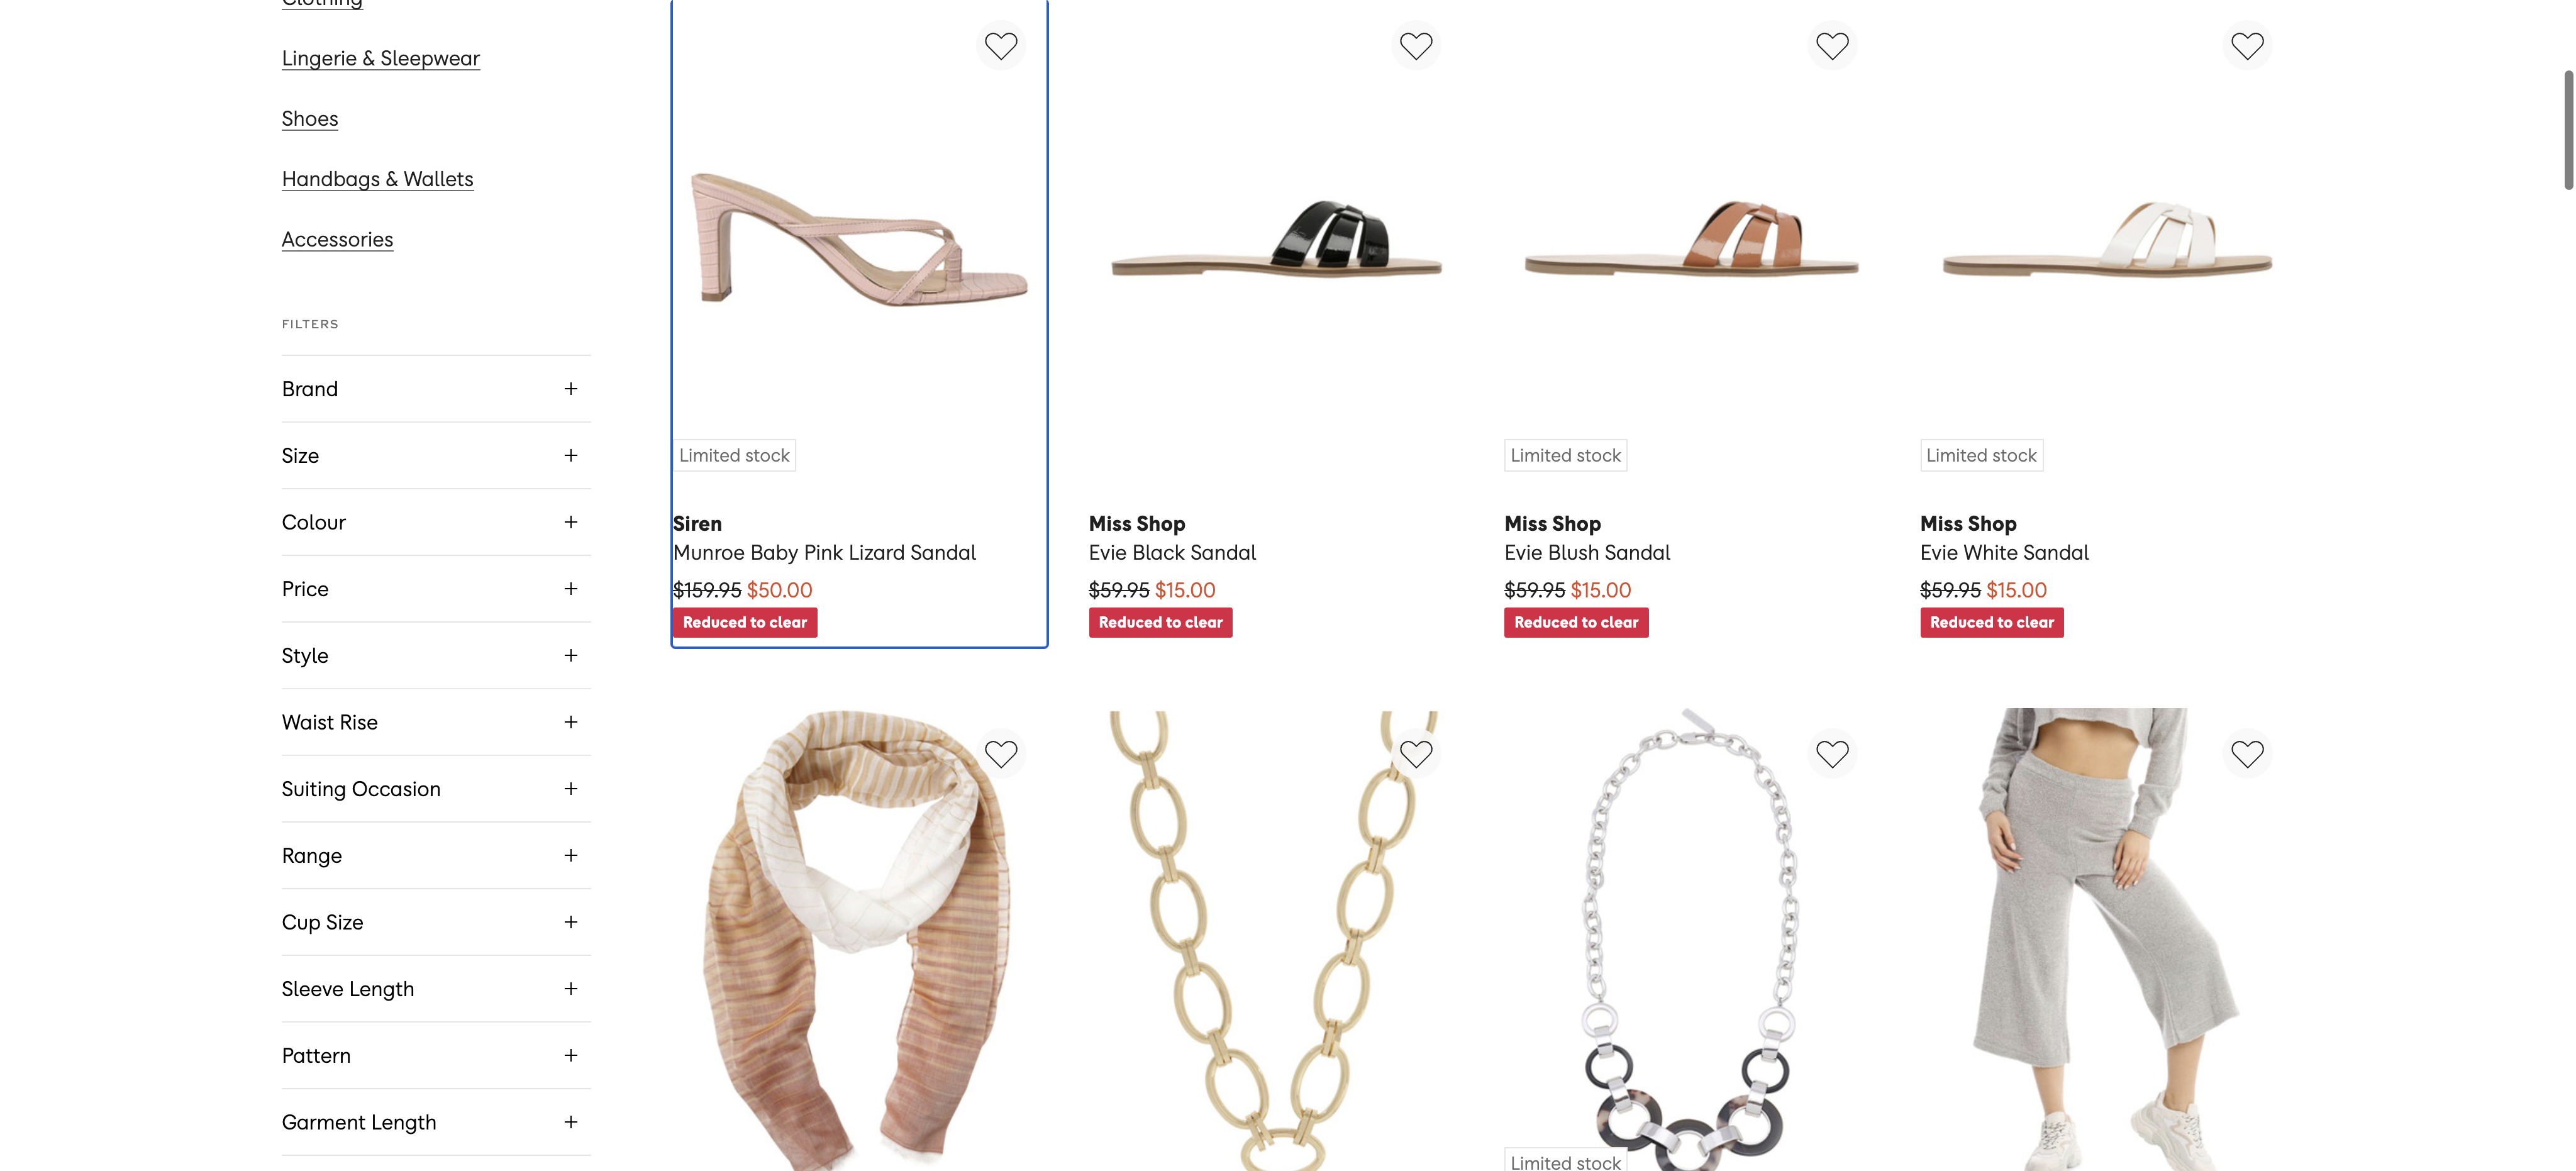 Clothing
Lingerie & Sleepwear
Shoes
Handbags & Wallets
Accessories
FILTERS
Brand
Size
Colour
Price
Style
Waist Rise
Suiting Occasion
Range
Cup Size
Sleeve Length
Pattern
Garment Length
Limited stock
Siren
Munroe Baby Pink Lizard Sandal
$159.95 $50.00
Reduced to clear
Miss Shop
Evie Black Sandal
$59.95 $15.00
Reduced to clear
Limited stock
Miss Shop
Evie Blush Sandal
$59.95 $15.00
Reduced to clear
Limited stock
Miss Shop
Evie White Sandal
$59.95 $15.00
Reduced to clear
Limited stock